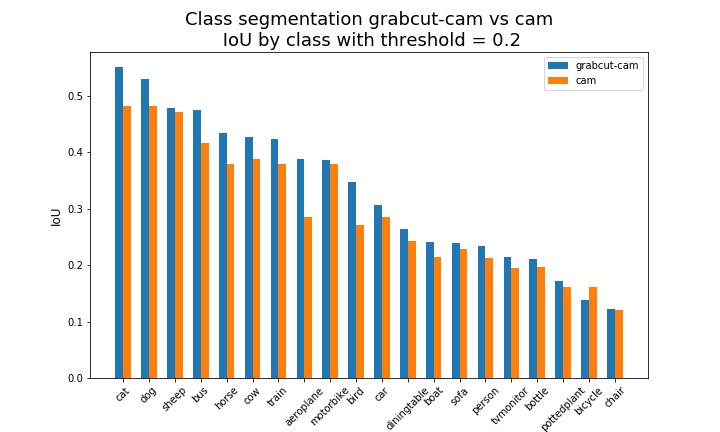 Class segmentation grabcut-cam vs cam
IoU by class with threshold = 0.2
grabcut-cam
cam
IoU
0.5
0.4
0.3
0.2
0.1
0.0
cat
dog
sheep
bus
horse
cow
train
aeroplane
motorbike
bird
car
diningtable
boat
sofa
person
tvmonitor
bottle
pottedplant
bicycle
chair